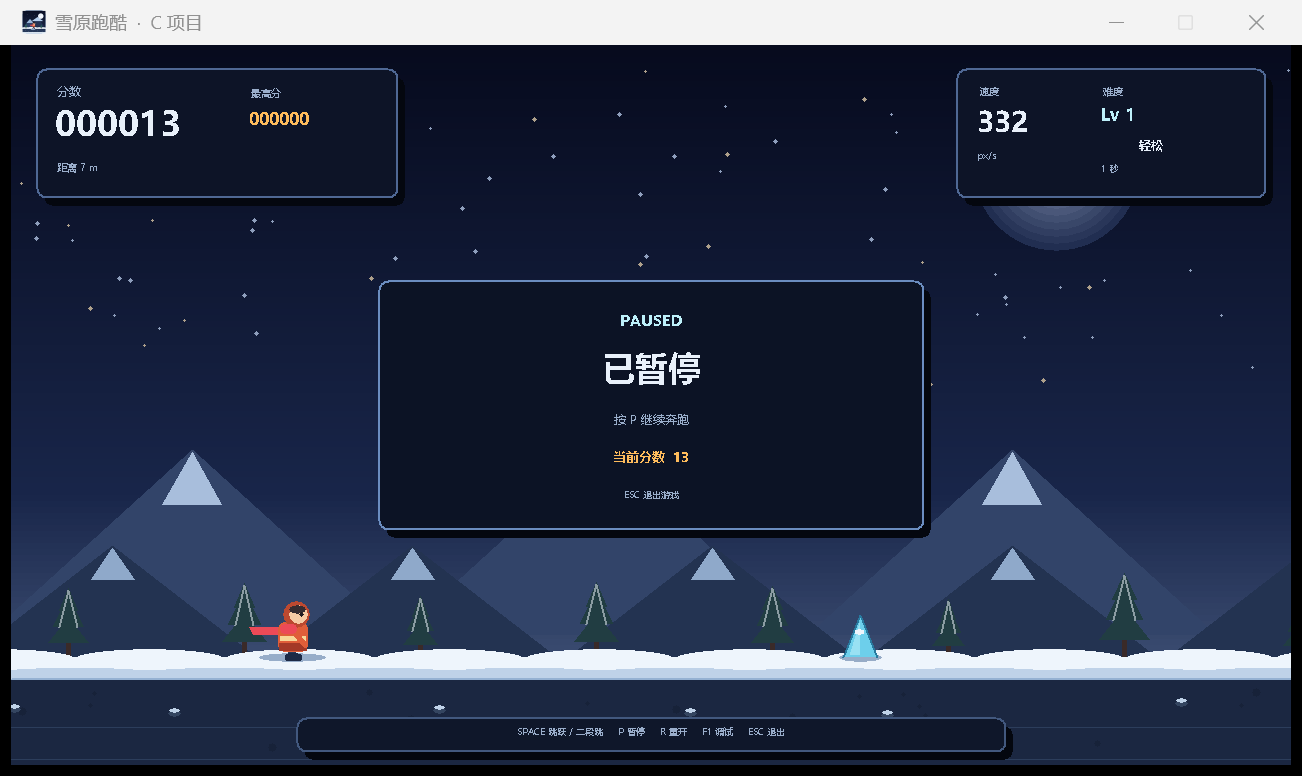 雪原跑酷 · C 项目
分数
最高分
000013
000000
距离 7 m
速度
难度
332
Lv 1
轻松
px/s
1 秒
PAUSED
已暂停
按 P 继续奔跑
当前分数 13
ESC 退出游戏
SPACE 跳跃 / 二段跳 P 暂停 R 重开 F1 调试 ESC 退出